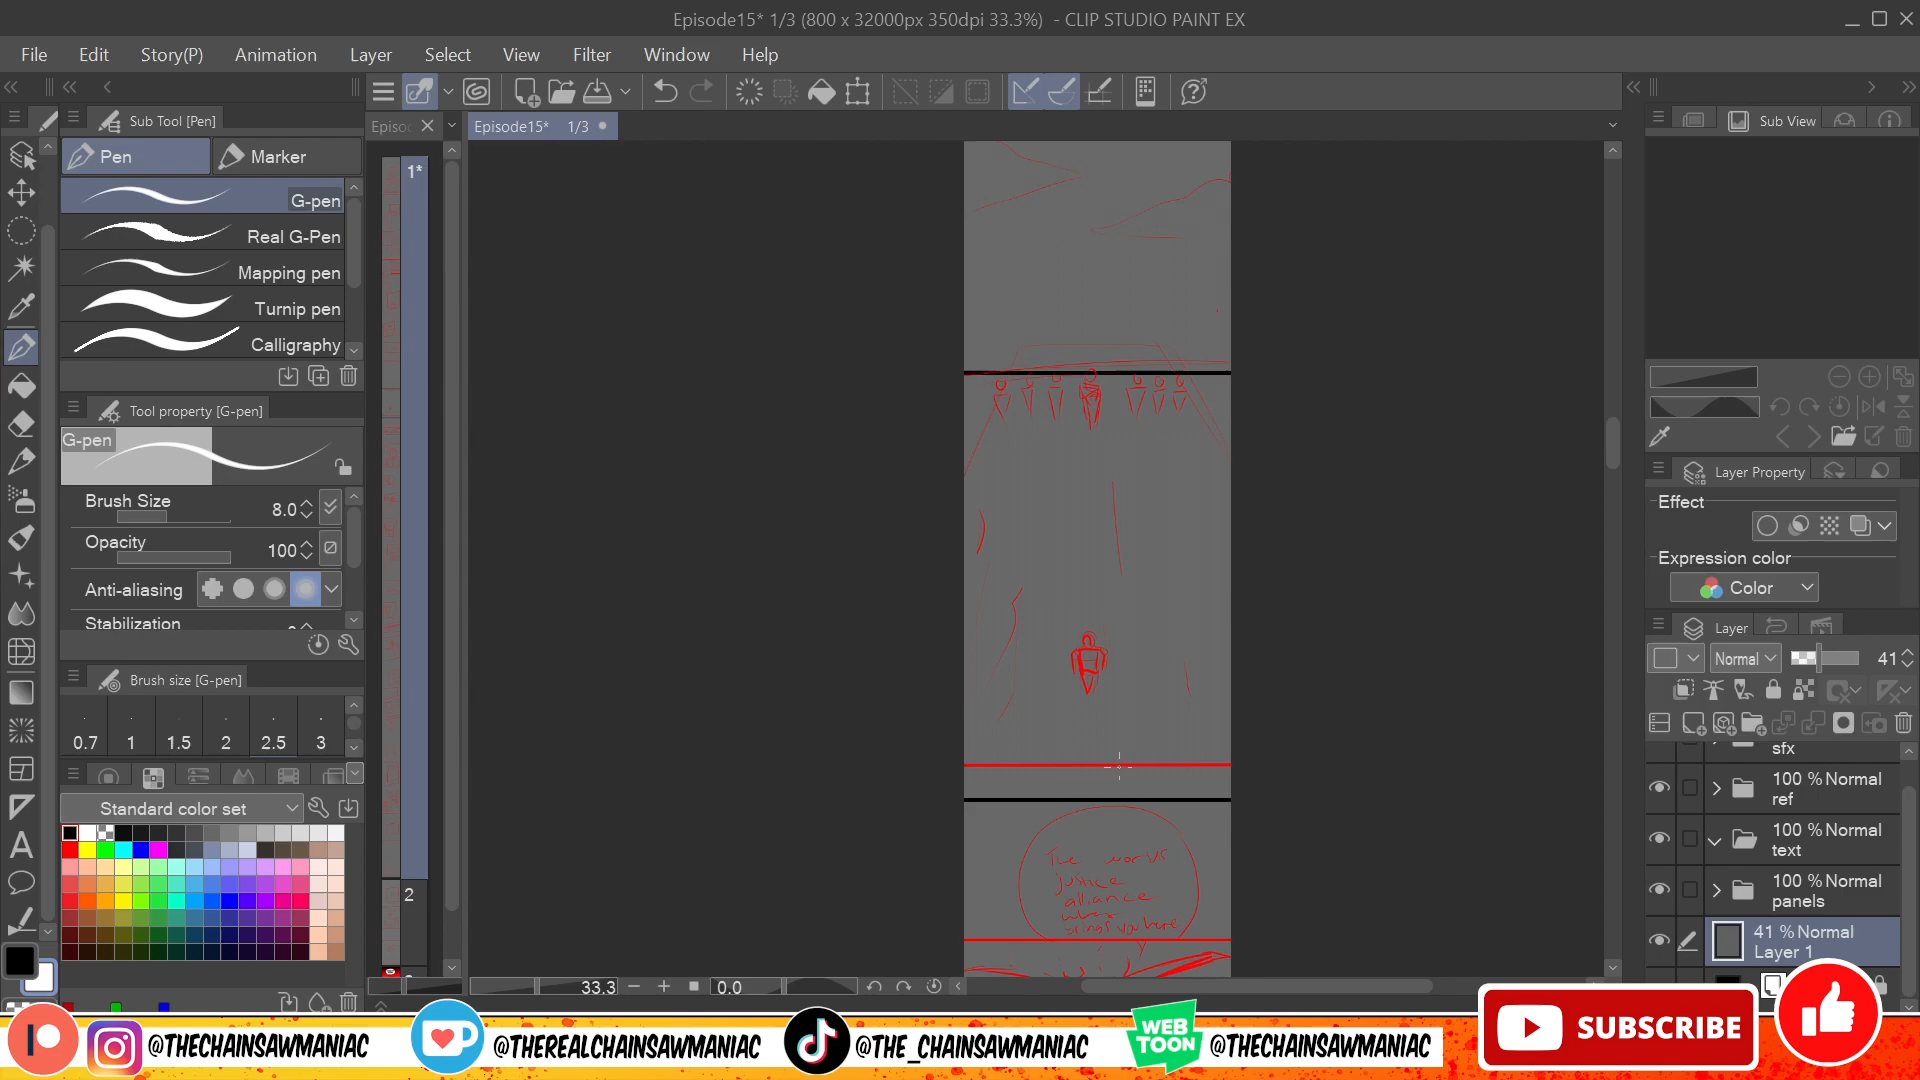 Episode15* 1/3 (800 x 32000px 350dpi 33.3%) - CLIP STUDIO PAINT EX
File Edit Story(P) Animation Layer Select View Filter Window Help
Sub Tool [Pen]
Episode15* 1/3
Sub View
Pen Marker
1*
G-pen
Real G-Pen
Mapping pen
Turnip pen
Calligraphy
Tool property [G-pen]
G-pen
Brush Size 8.0
Opacity 100
Anti-aliasing
Stabilization
Brush size [G-pen]
0.7 1 1.5 2 2.5 3
Standard color set
2
Layer Property
Effect
Expression color
Color
Layer
Normal 41
sfx
100 % Normal
ref
100 % Normal
text
100 % Normal
panels
41 % Normal
Layer 1
justice
alliance
33.3 0.0
@THECHAINSAWMANIAC
@THEREALCHAINSAWMANIAC
@THE_CHAINSAWMANIAC
WEB
TOON
@THECHAINSAWMANIAC
SUBSCRIBE